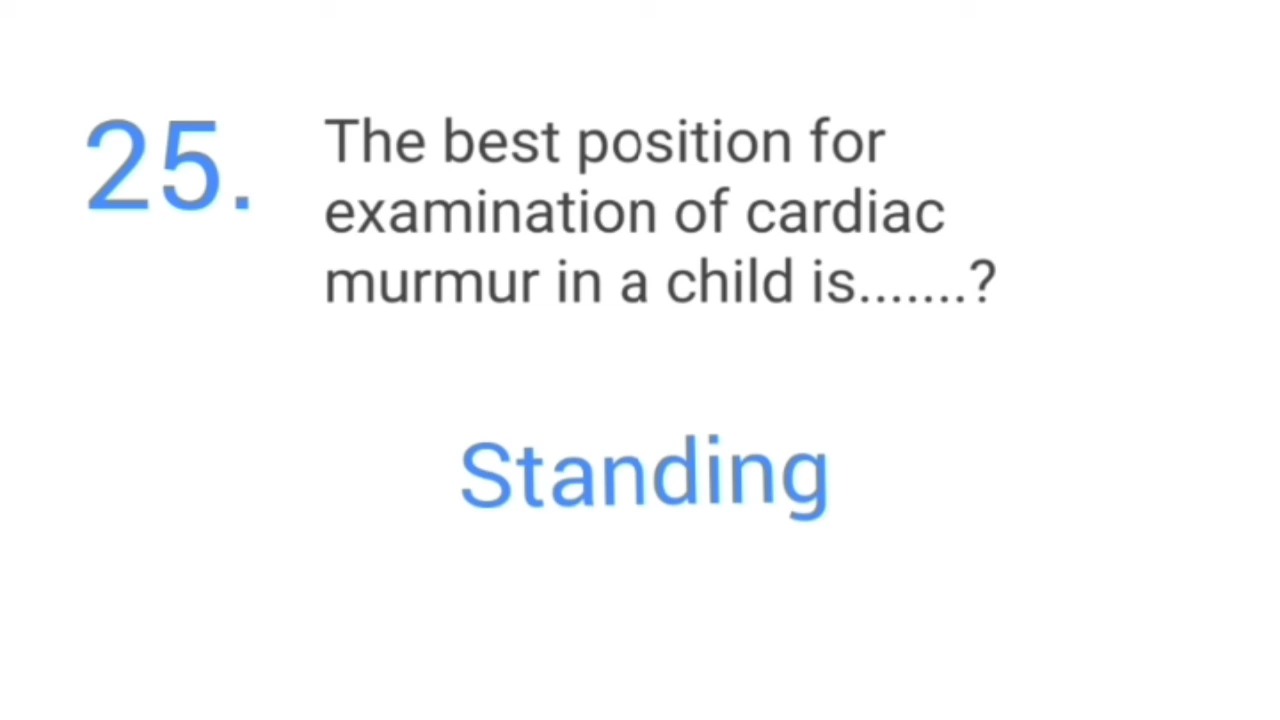 25. The best position for
examination of cardiac
murmur in a child is.......?
Standing